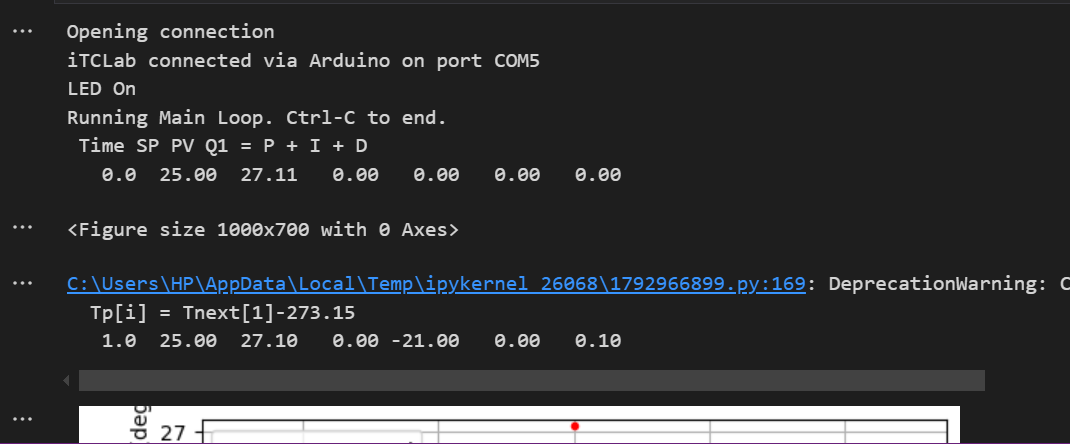 ... Opening connection
iTCLab connected via Arduino on port COM5
LED On
Running Main Loop. Ctrl-C to end.
Time SP PV Q1 = P + I + D
0.0 25.00 27.11 0.00 0.00 0.00 0.00
... <Figure size 1000x700 with 0 Axes>
... C:\Users\HP\AppData\Local\Temp\ipykernel_26068\1792966899.py:169: DeprecationWarning: C
Tp[i] = Tnext[1]-273.15
1.0 25.00 27.10 0.00 -21.00 0.00 0.10
...
deg
27